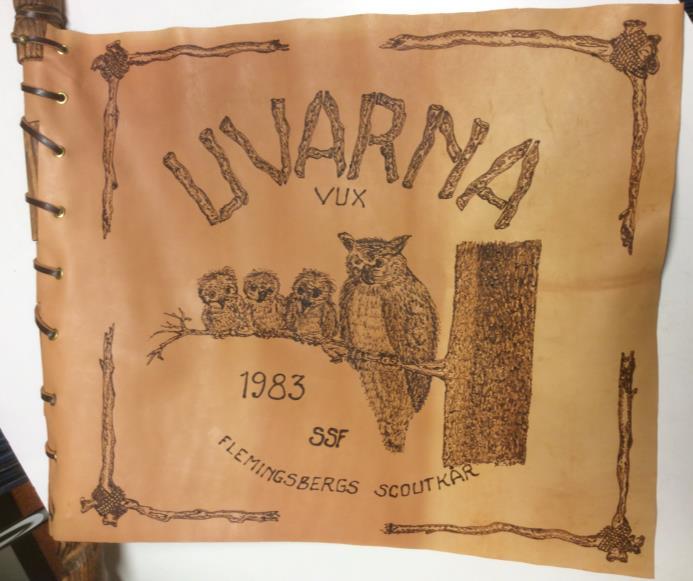 UVARNA
VUX
1983
SSF
FLEMINGSBERGS SCOUTKÅR